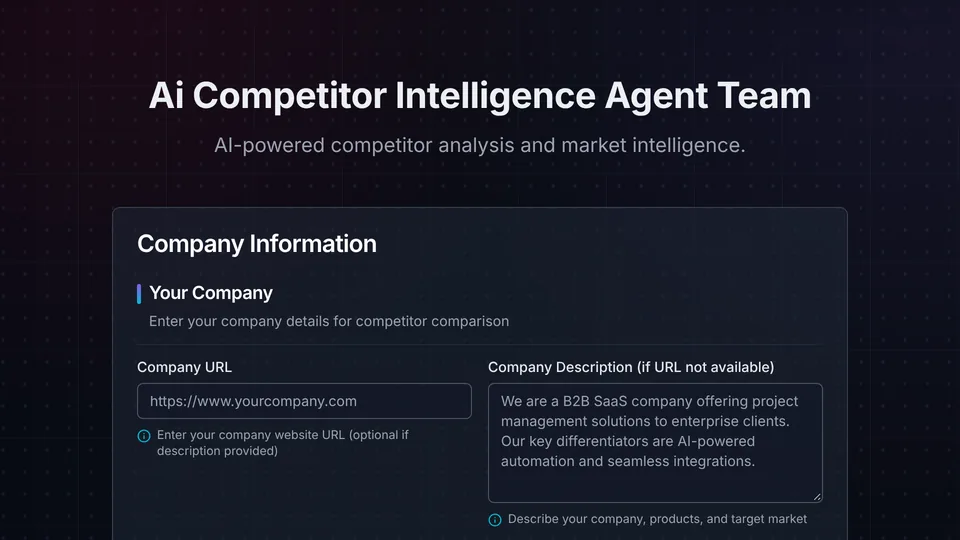 Ai Competitor Intelligence Agent Team
AI-powered competitor analysis and market intelligence.
Company Information
Your Company
Enter your company details for competitor comparison
Company URL
https://www.yourcompany.com
Enter your company website URL (optional if
description provided)
Company Description (if URL not available)
We are a B2B SaaS company offering project
management solutions to enterprise clients.
Our key differentiators are AI-powered
automation and seamless integrations.
Describe your company, products, and target market